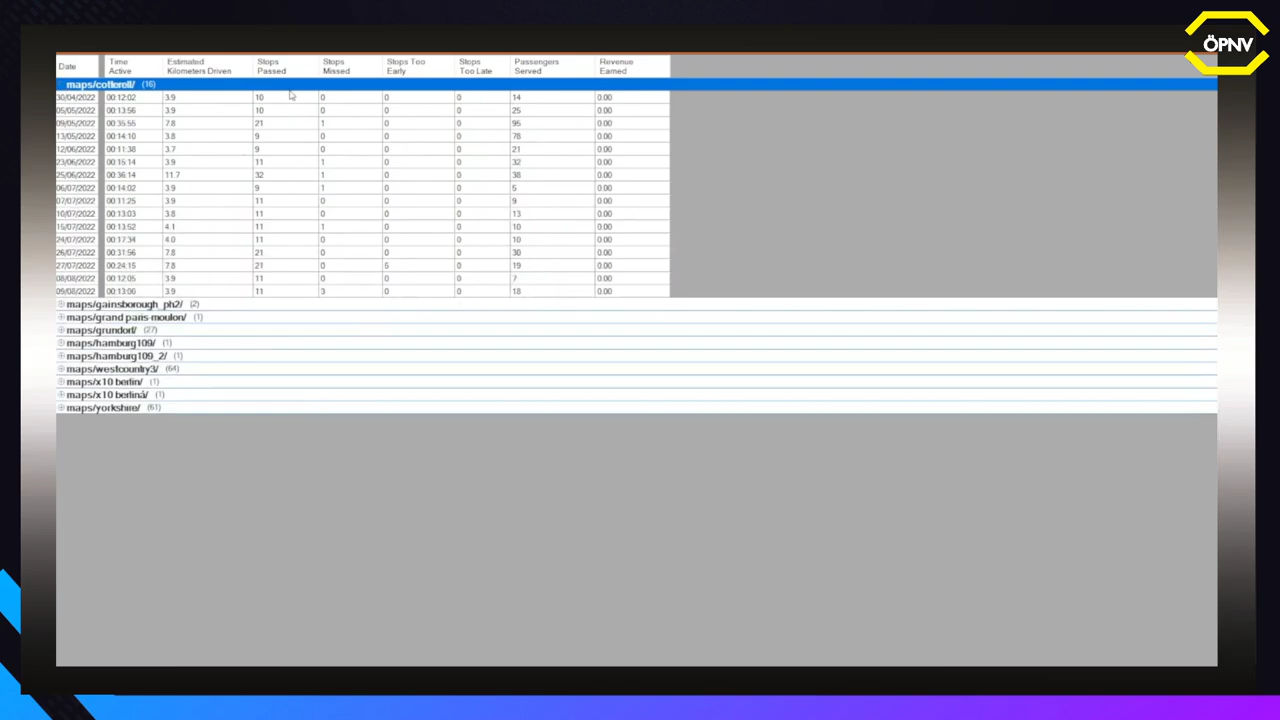 ÖPNV
Date Time Active Estimated Kilometers Driven Stops Passed Stops Missed Stops Too Early Stops Too Late Passengers Served Revenue Earned
maps/cotterell/ (16)
30/04/2022 00:12:02 3.9 10 0 0 0 14 0.00
05/05/2022 00:13:56 3.9 10 0 0 0 25 0.00
09/05/2022 00:35:55 7.8 21 1 0 0 95 0.00
13/05/2022 00:14:10 3.8 9 0 0 0 78 0.00
12/06/2022 00:11:38 3.7 9 0 0 0 21 0.00
23/06/2022 00:15:14 3.9 11 1 0 0 32 0.00
25/06/2022 00:36:14 11.7 32 1 0 0 38 0.00
06/07/2022 00:14:02 3.9 9 1 0 0 5 0.00
07/07/2022 00:11:25 3.9 11 0 0 0 9 0.00
10/07/2022 00:13:03 3.8 11 0 0 0 13 0.00
15/07/2022 00:13:52 4.1 11 1 0 0 10 0.00
24/07/2022 00:17:34 4.0 11 0 0 0 10 0.00
26/07/2022 00:31:56 7.8 21 0 0 0 30 0.00
27/07/2022 00:24:15 7.8 21 0 5 0 19 0.00
08/08/2022 00:12:05 3.9 11 0 0 0 7 0.00
09/08/2022 00:13:06 3.9 11 3 0 0 18 0.00
maps/gainsborough_ph2/ (2)
maps/grand paris-moulon/ (1)
maps/grundorf/ (27)
maps/hamburg109/ (1)
maps/hamburg109_2/ (1)
maps/westcountry3/ (64)
maps/x10 berlin/ (1)
maps/x10 berliná/ (1)
maps/yorkshire/ (61)